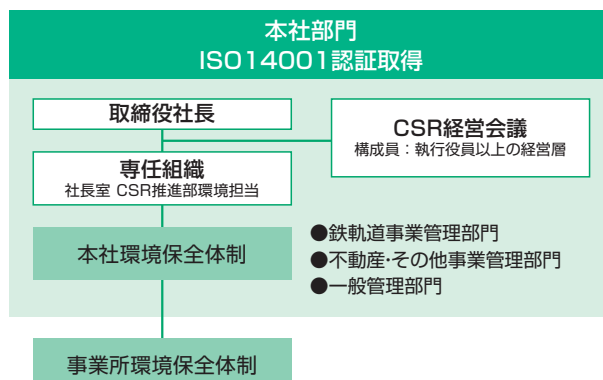 本社部門
ISO14001認証取得
取締役社長
CSR経営会議
構成員：執行役員以上の経営層
専任組織
社長室 CSR推進部環境担当
本社環境保全体制
●鉄軌道事業管理部門
●不動産・その他事業管理部門
●一般管理部門
事業所環境保全体制